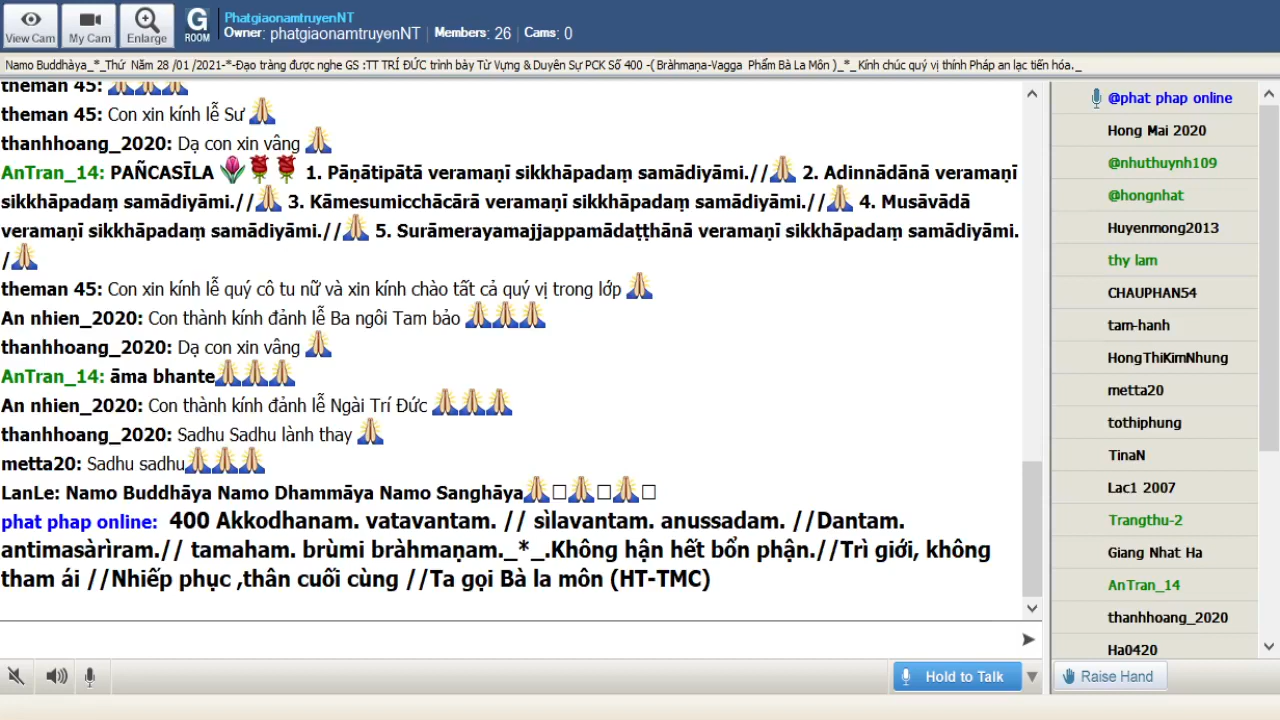 View Cam
My Cam
Enlarge
G
ROOM
PhatgiaonamtruyenNT
Owner: phatgiaonamtruyenNT | Members: 26 | Cams: 0
Namo Buddhàya_*_Thứ Năm 28 /01 /2021-*-Đạo tràng được nghe GS :TT TRÍ ĐỨC trình bày Từ Vựng & Duyên Sự PCK Số 400 -( Bràhmaṇa-Vagga Phẩm Bà La Môn )_*_ Kính chúc quý vị thính Pháp an lạc tiến hóa._
theman 45:
theman 45: Con xin kính lễ Sư
thanhhoang_2020: Dạ con xin vâng
AnTran_14: PAÑCASĪLA 1. Pāṇātipātā veramaṇī sikkhāpadaṃ samādiyāmi.// 2. Adinnādānā veramaṇī
sikkhāpadaṃ samādiyāmi.// 3. Kāmesumicchācārā veramaṇī sikkhāpadaṃ samādiyāmi.// 4. Musāvādā
veramaṇī sikkhāpadaṃ samādiyāmi.// 5. Surāmerayamajjappamādaṭṭhānā veramaṇī sikkhāpadaṃ samādiyāmi.
/
theman 45: Con xin kính lễ quý cô tu nữ và xin kính chào tất cả quý vị trong lớp
An nhien_2020: Con thành kính đảnh lễ Ba ngôi Tam bảo
thanhhoang_2020: Dạ con xin vâng
AnTran_14: āma bhante
An nhien_2020: Con thành kính đảnh lễ Ngài Trí Đức
thanhhoang_2020: Sadhu Sadhu lành thay
metta20: Sadhu sadhu
LanLe: Namo Buddhāya Namo Dhammāya Namo Sanghāya
phat phap online: 400 Akkodhanam. vatavantam. // sìlavantam. anussadam. //Dantam.
antimasàrìram.// tamaham. brùmi bràhmaṇam._*_.Không hận hết bổn phận.//Trì giới, không
tham ái //Nhiếp phục ,thân cuối cùng //Ta gọi Bà la môn (HT-TMC)
@phat phap online
Hong Mai 2020
@nhuthuynh109
@hongnhat
Huyenmong2013
thy lam
CHAUPHAN54
tam-hanh
HongThiKimNhung
metta20
tothiphung
TinaN
Lac1 2007
Trangthu-2
Giang Nhat Ha
AnTran_14
thanhhoang_2020
Ha0420
Hold to Talk
Raise Hand